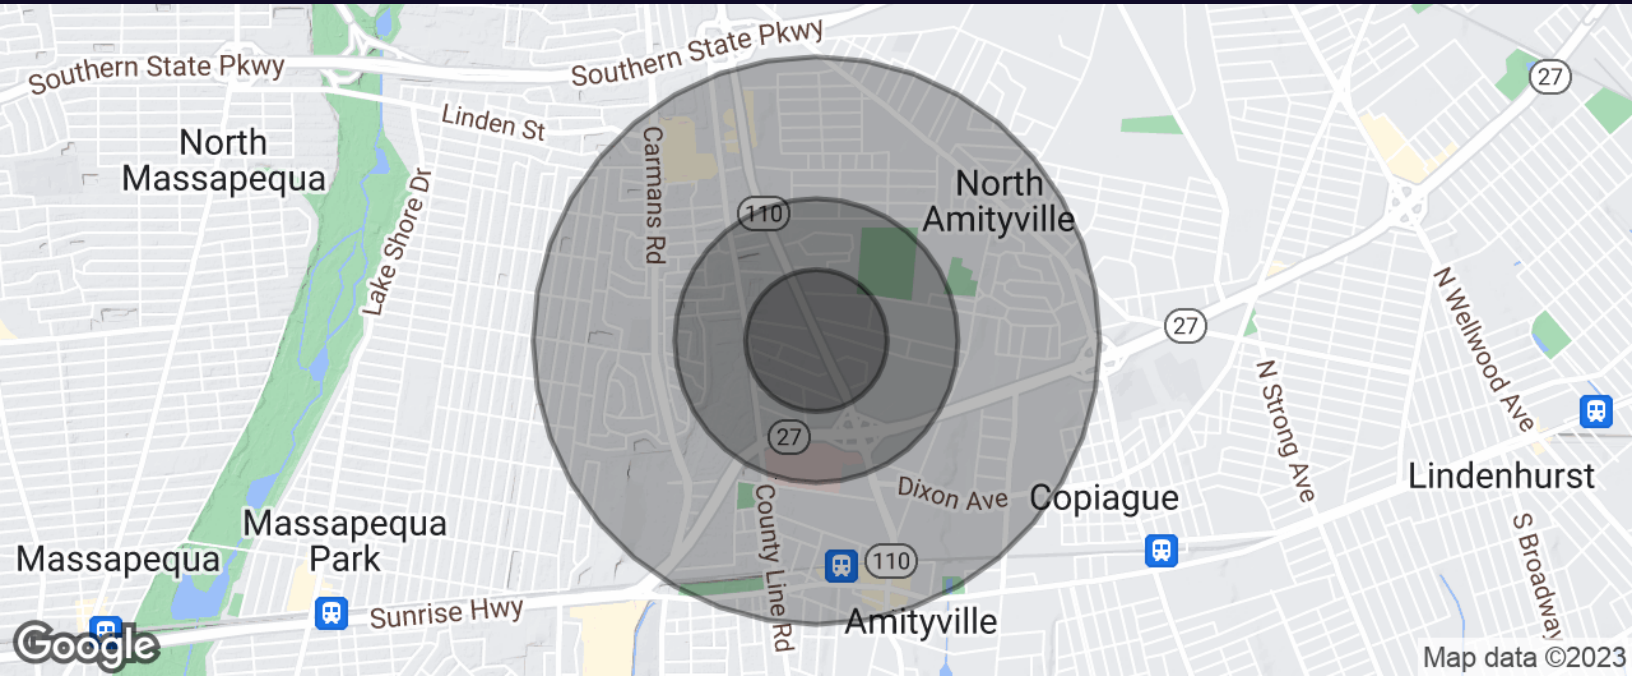 Southern State Pkwy
Southern State Pkwy
27
Linden St
North
Massapequa
Carmans Rd
Lake Shore Dr
110
North
Amityville
27
N Wellwood Ave
N Strong Ave
27
Dixon Ave
Copiague
Lindenhurst
County Line Rd
Massapequa
Park
Massapequa
S Broadway
110
Sunrise Hwy
Amityville
Google
Map data ©2023